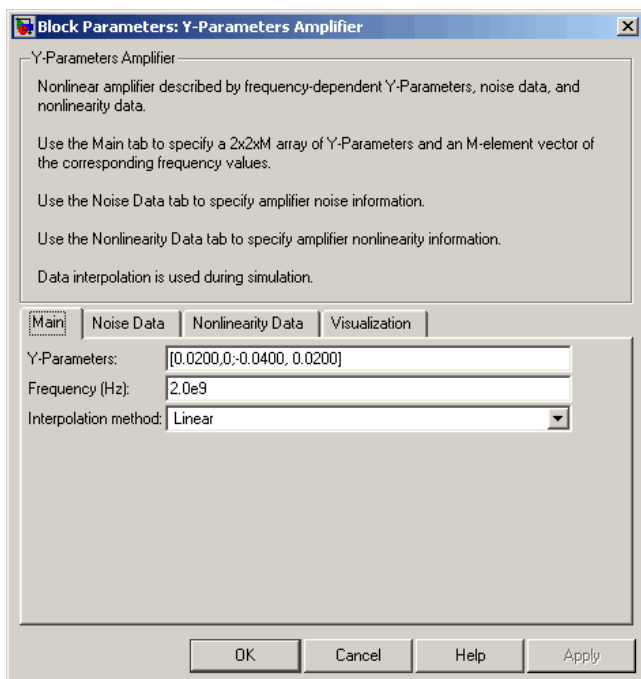 Block Parameters: Y-Parameters Amplifier
Y-Parameters Amplifier
Nonlinear amplifier described by frequency-dependent Y-Parameters, noise data, and
nonlinearity data.
Use the Main tab to specify a 2x2xM array of Y-Parameters and an M-element vector of
the corresponding frequency values.
Use the Noise Data tab to specify amplifier noise information.
Use the Nonlinearity Data tab to specify amplifier nonlinearity information.
Data interpolation is used during simulation.
Main Noise Data Nonlinearity Data Visualization
Y-Parameters: [0.0200,0;-0.0400, 0.0200]
Frequency (Hz): 2.0e9
Interpolation method: Linear
OK Cancel Help Apply